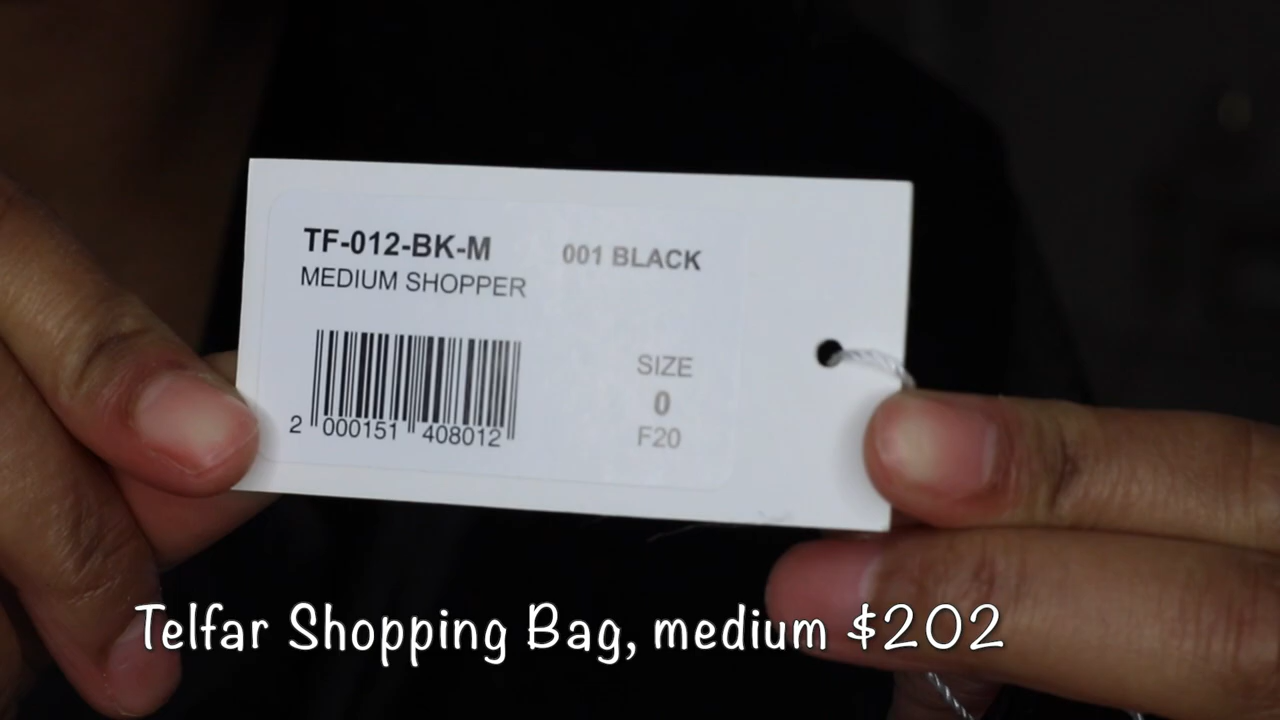 TF-012-BK-M 001 BLACK
MEDIUM SHOPPER
SIZE
0
F20
2 000151 408012
Telfar Shopping Bag, medium $202